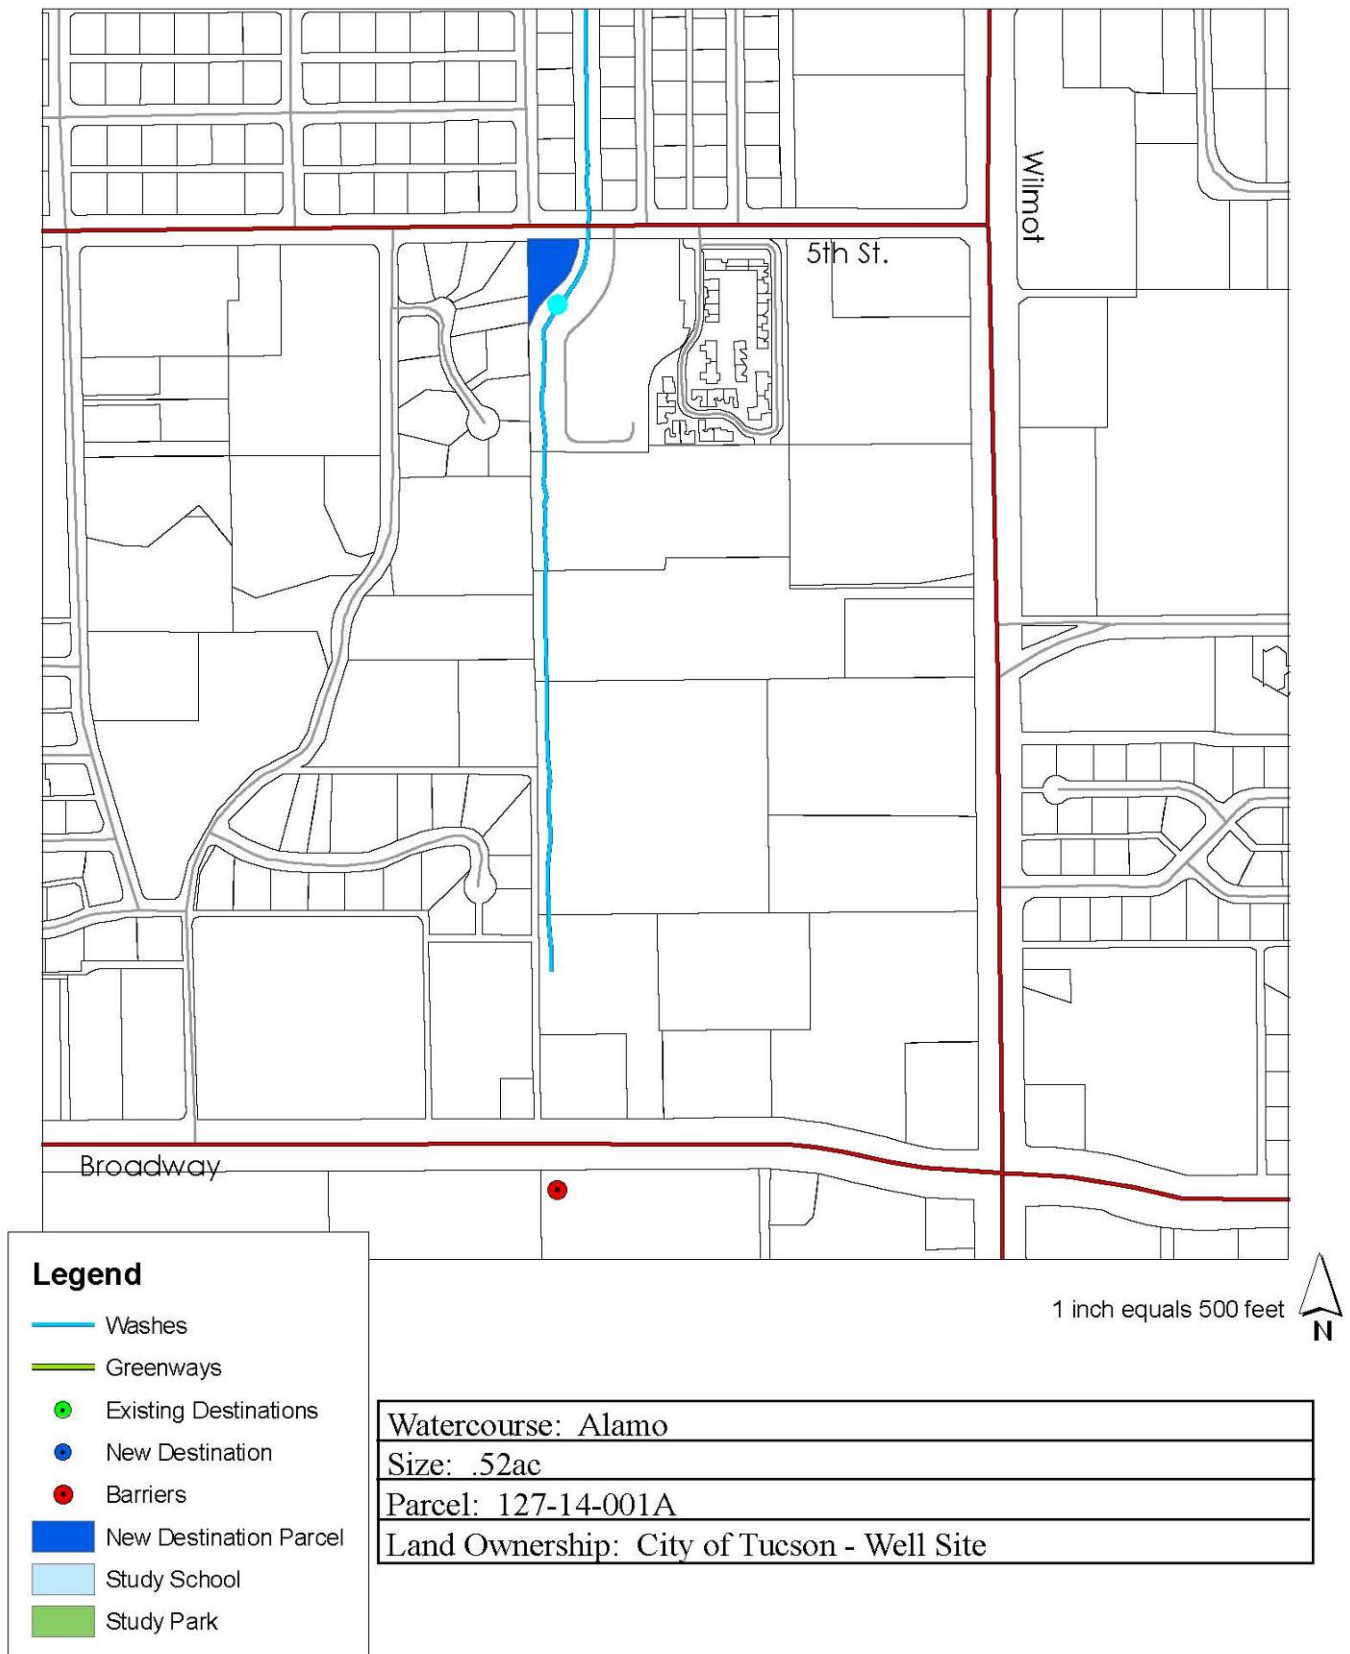 Wilmot
5th St.
Broadway
Legend
Washes
Greenways
Existing Destinations
New Destination
Barriers
New Destination Parcel
Study School
Study Park
1 inch equals 500 feet
N
Watercourse: Alamo
Size: .52ac
Parcel: 127-14-001A
Land Ownership: City of Tucson - Well Site